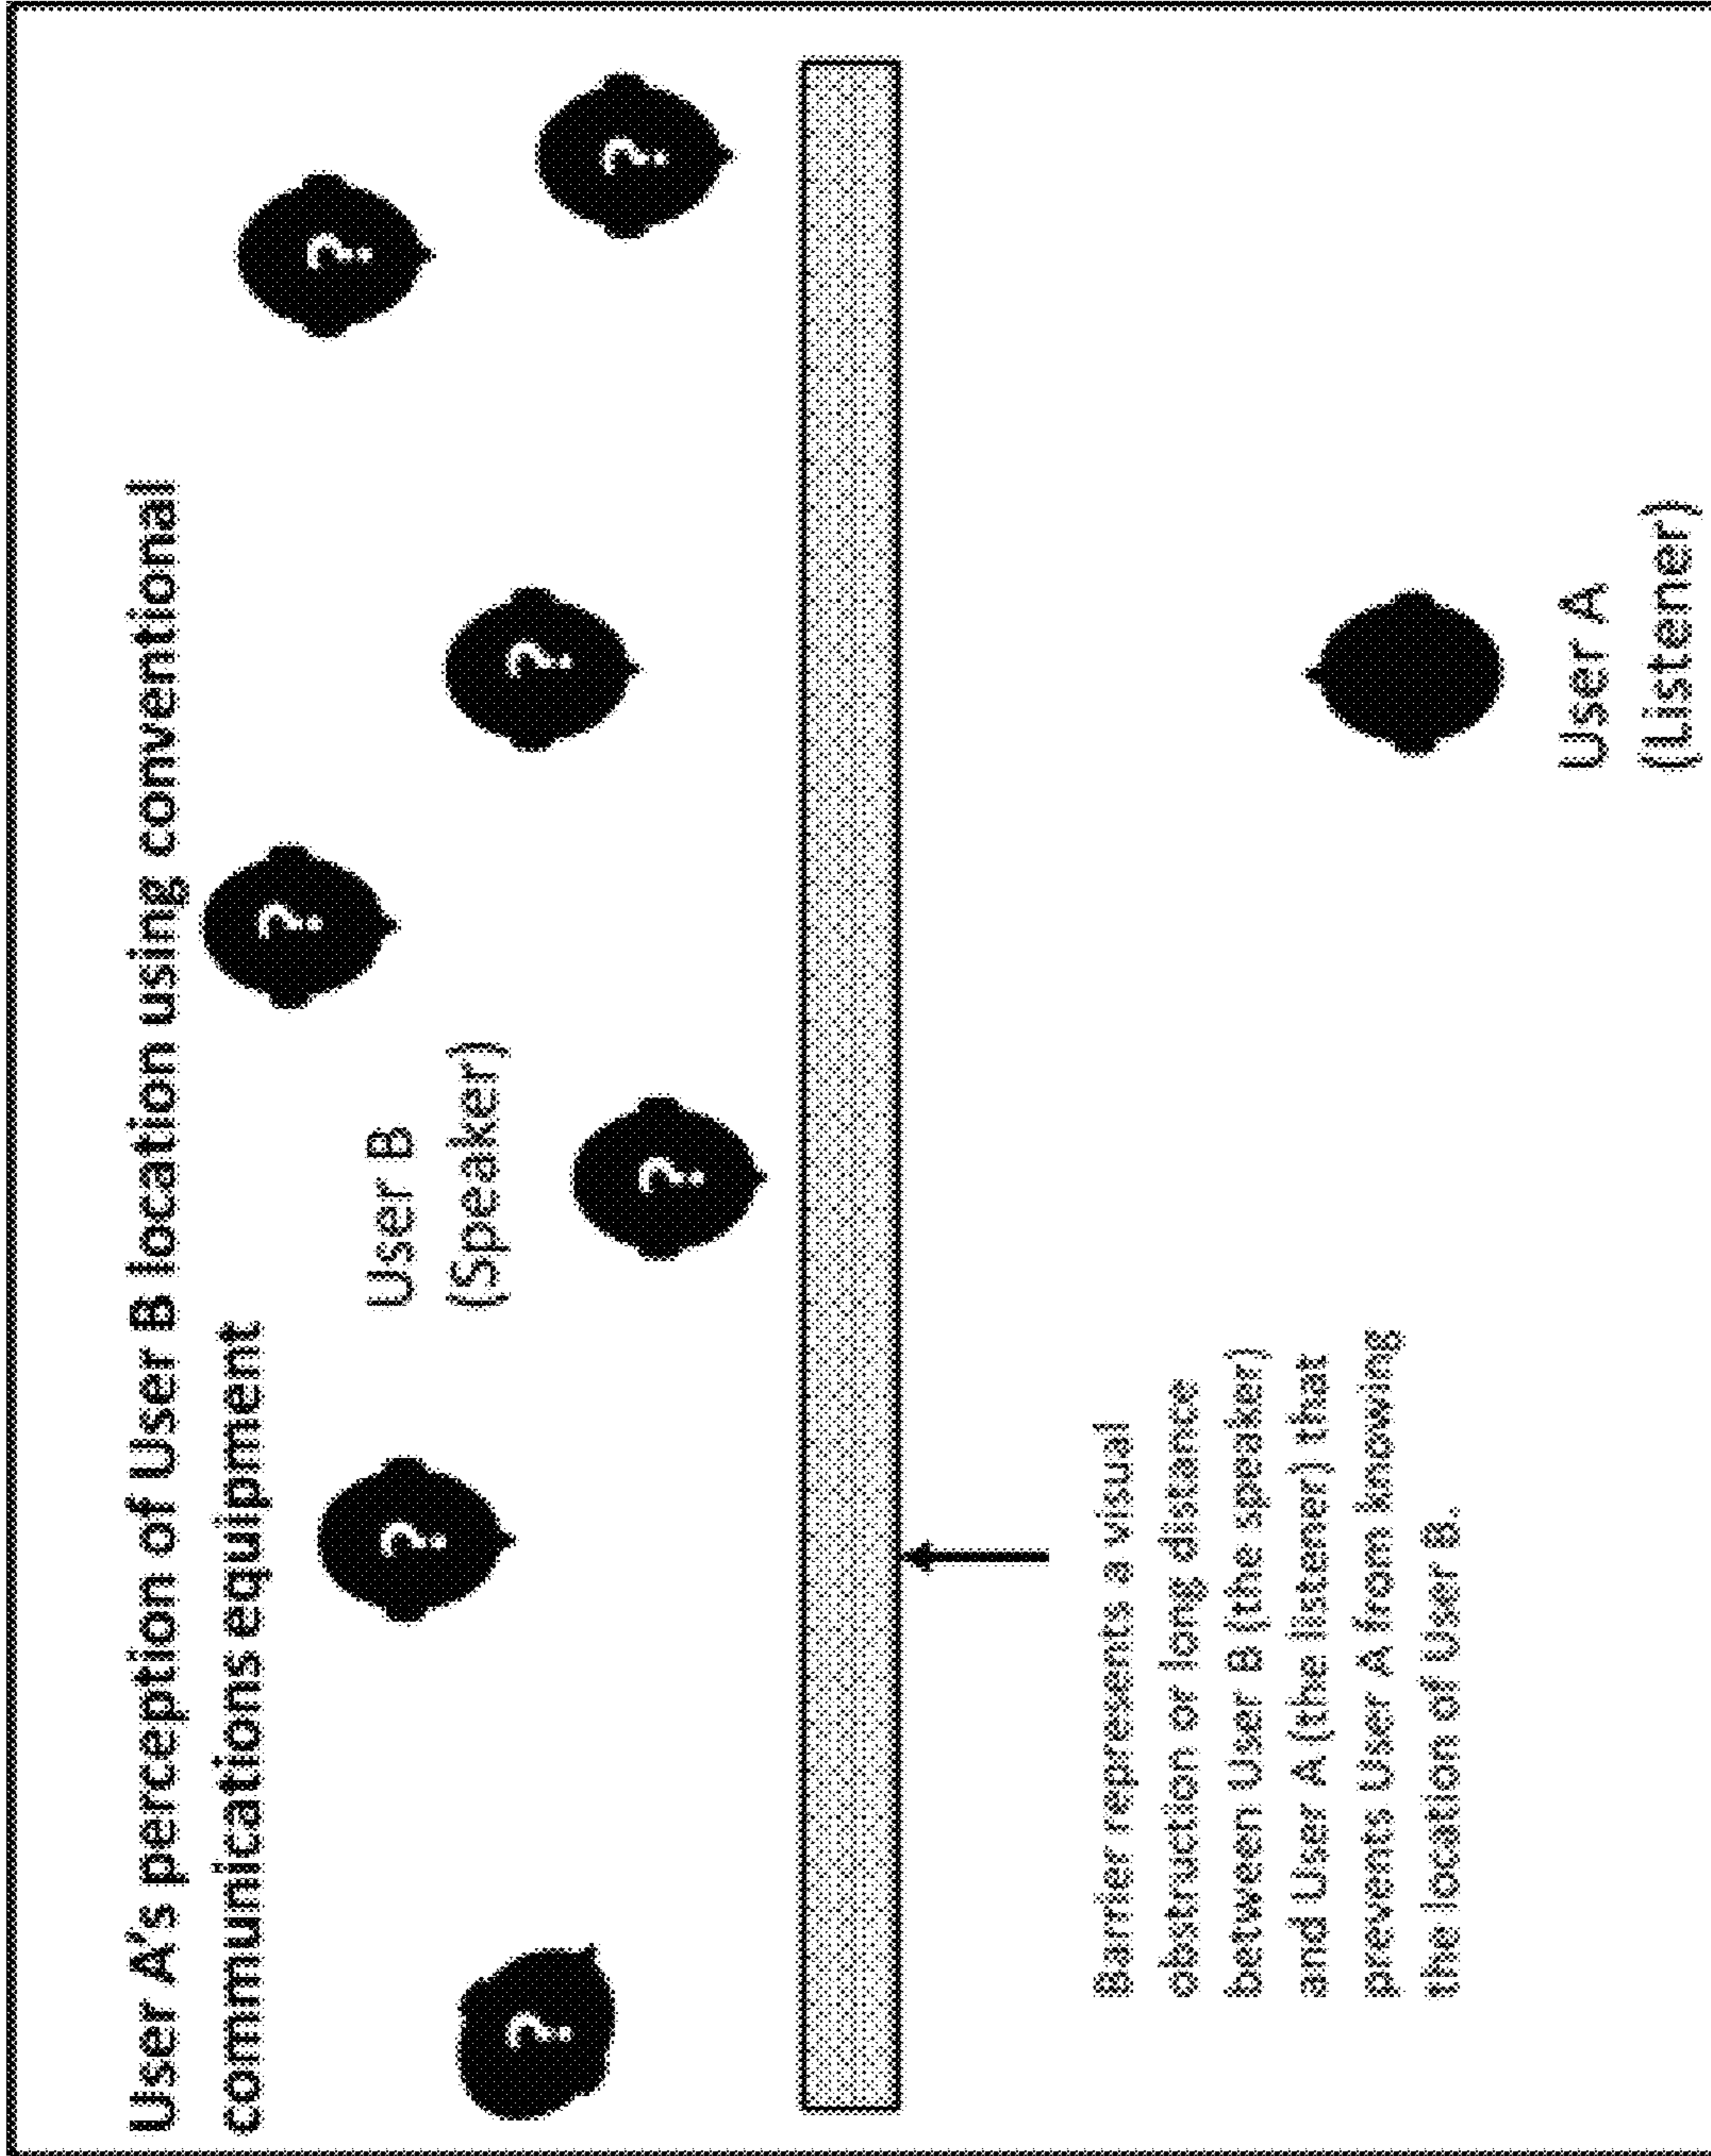 User A's perception of User B location using conventional
communications equipment
User B
(Speaker)
?
?
?
?
?
?
?
Barrier represents a visual
obstruction or long distance
between User B (the speaker)
and User A (the listener) that
prevents User A from knowing
the location of User B.
User A
(Listener)